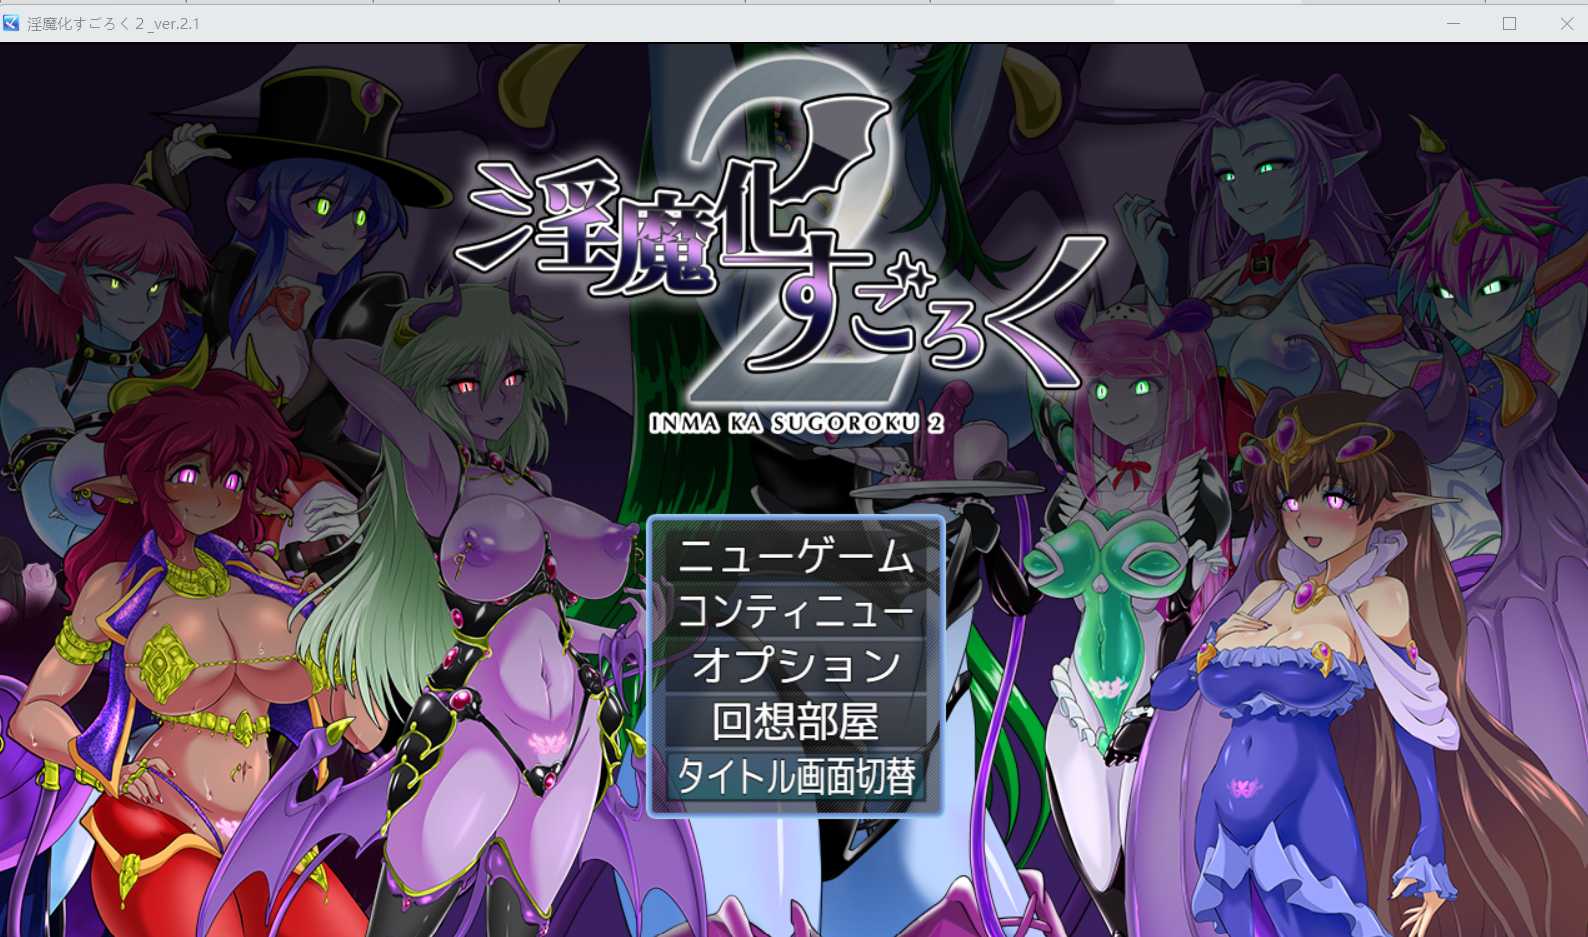 淫魔化すごろく２_ver.2.1
2
淫魔化すごろく
INMA KA SUGOROKU 2
ニューゲーム
コンティニュー
オプション
回想部屋
タイトル画面切替